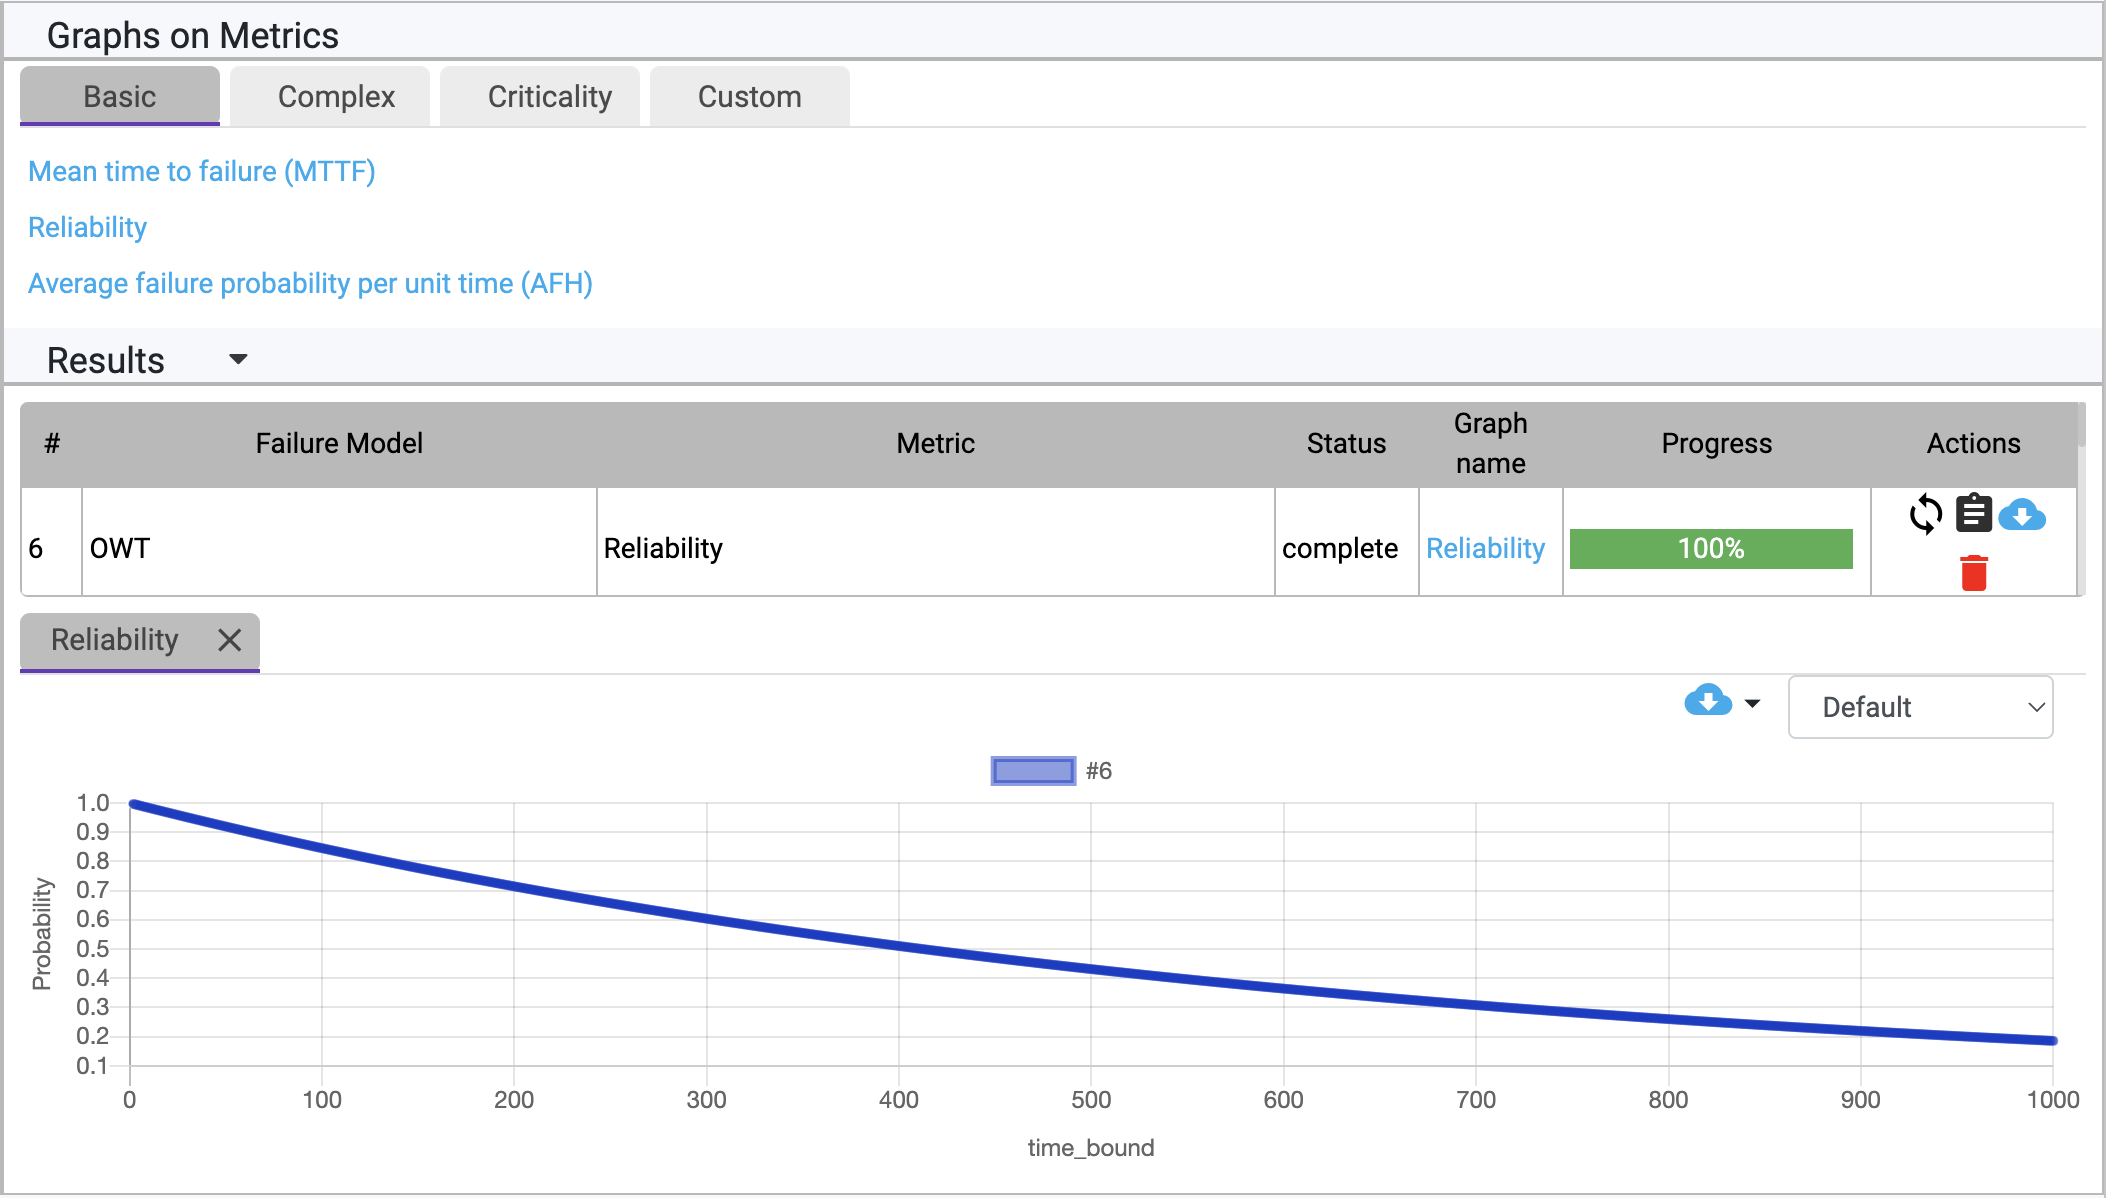 Graphs on Metrics
Basic Complex Criticality Custom
Mean time to failure (MTTF)
Reliability
Average failure probability per unit time (AFH)
Results
# Failure Model Metric Status Graph name Progress Actions
6 OWT Reliability complete Reliability 100%
Reliability
Default
#6
Probability
1.0
0.9
0.8
0.7
0.6
0.5
0.4
0.3
0.2
0.1
0 100 200 300 400 500 600 700 800 900 1000
time_bound